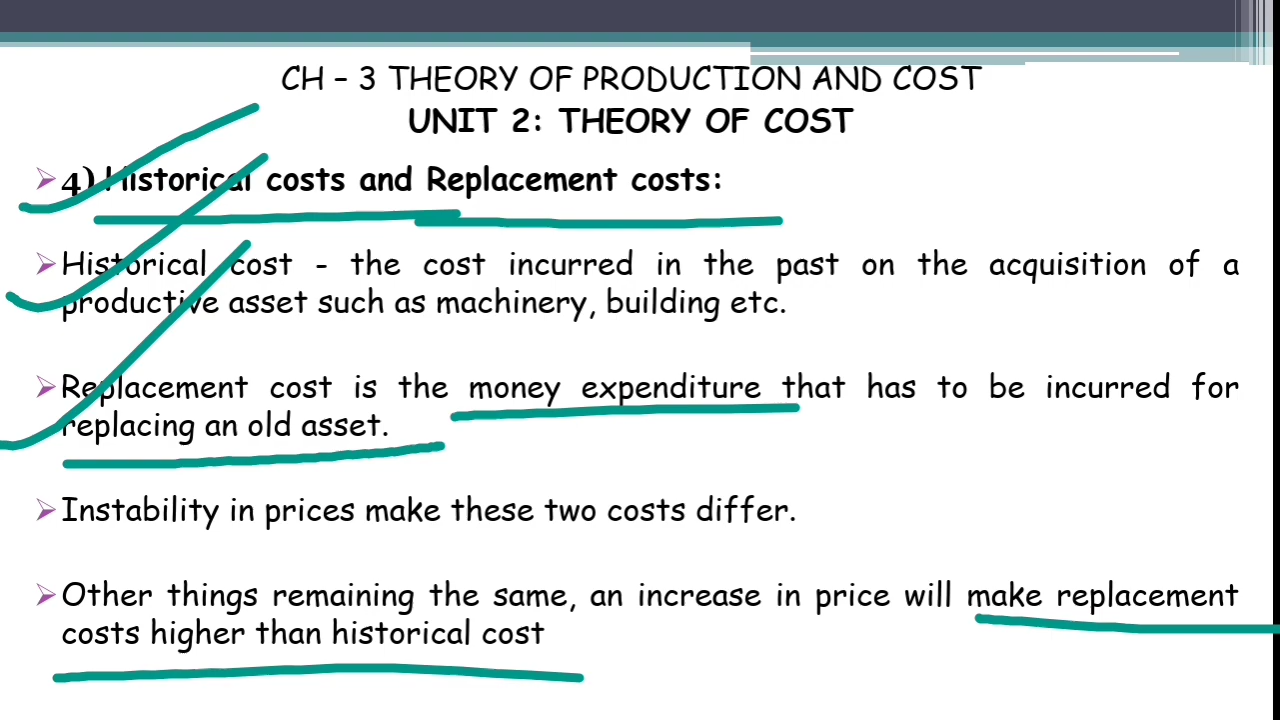 CH – 3 THEORY OF PRODUCTION AND COST
UNIT 2: THEORY OF COST
4) Historical costs and Replacement costs:
Historical cost - the cost incurred in the past on the acquisition of a
productive asset such as machinery, building etc.
Replacement cost is the money expenditure that has to be incurred for
replacing an old asset.
Instability in prices make these two costs differ.
Other things remaining the same, an increase in price will make replacement
costs higher than historical cost